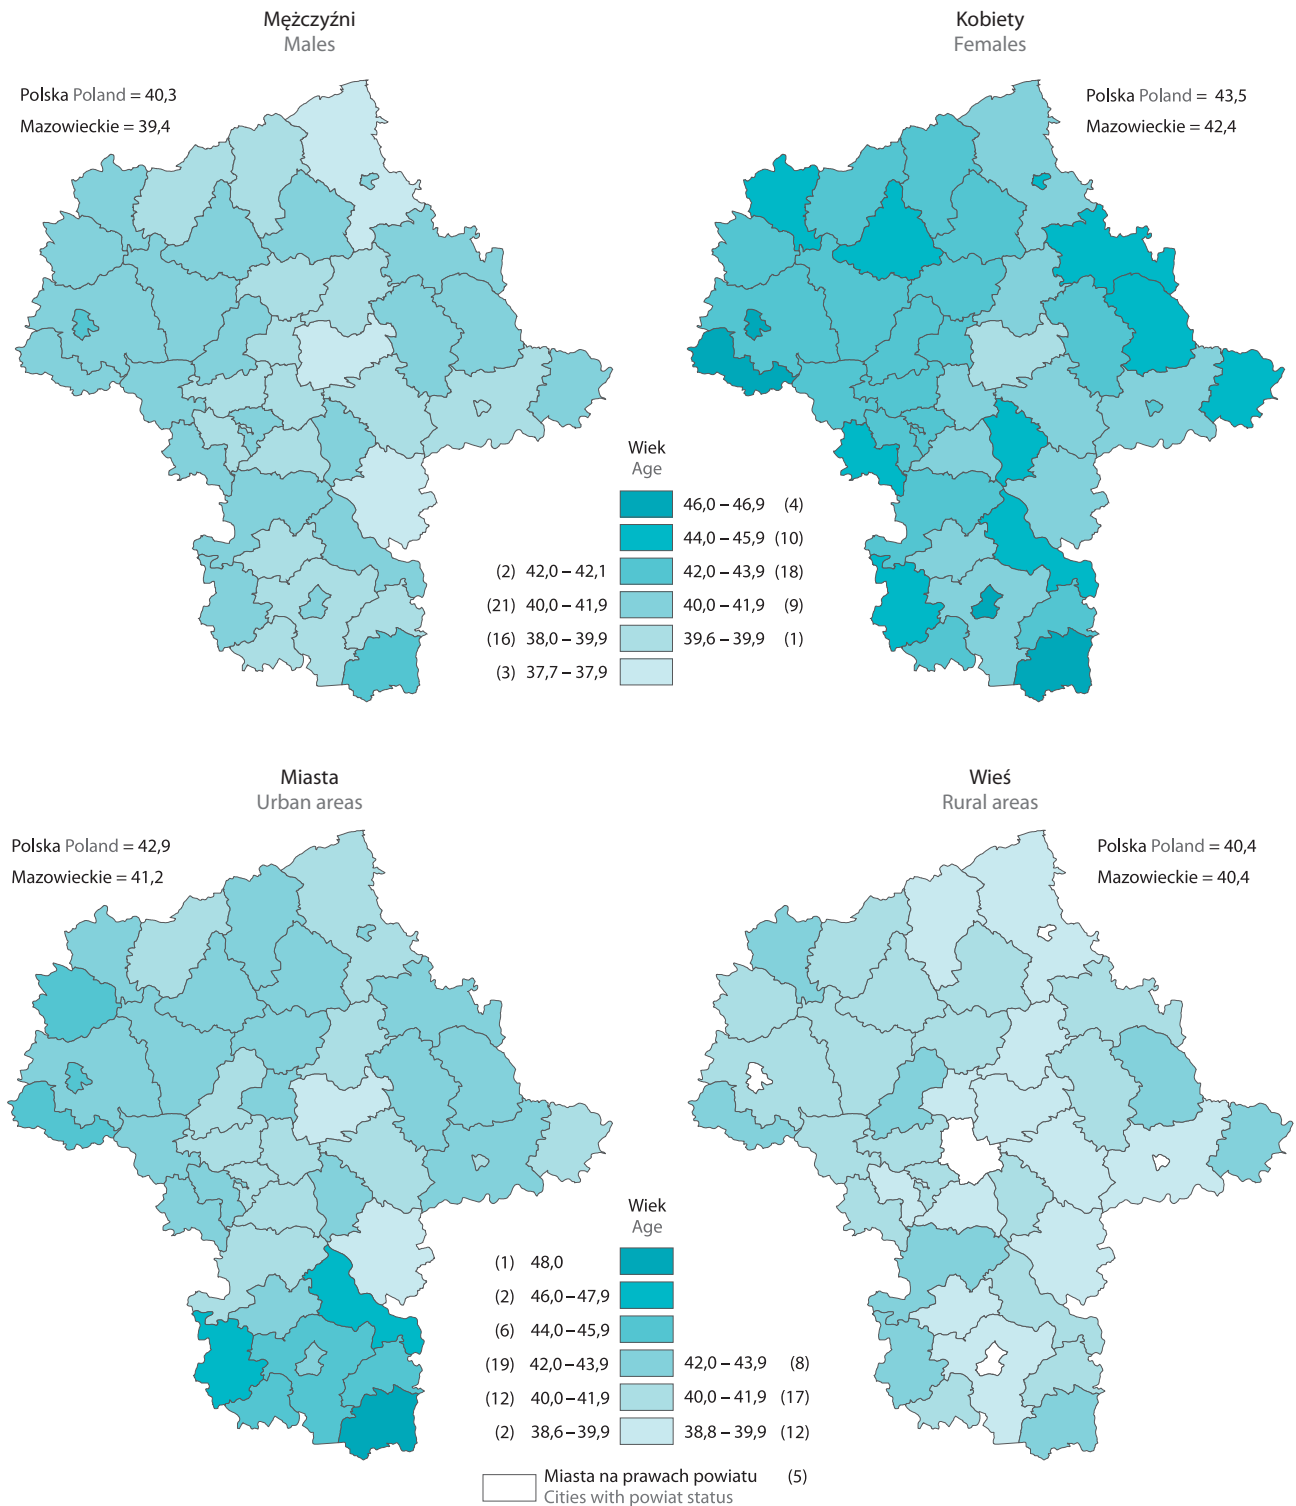 Mężczyźni
Males
Polska Poland = 40,3
Mazowieckie = 39,4
Kobiety
Females
Polska Poland = 43,5
Mazowieckie = 42,4
Wiek
Age
46,0 – 46,9 (4)
44,0 – 45,9 (10)
(2) 42,0 – 42,1 42,0 – 43,9 (18)
(21) 40,0 – 41,9 40,0 – 41,9 (9)
(16) 38,0 – 39,9 39,6 – 39,9 (1)
(3) 37,7 – 37,9
Miasta
Urban areas
Polska Poland = 42,9
Mazowieckie = 41,2
Wieś
Rural areas
Polska Poland = 40,4
Mazowieckie = 40,4
Wiek
Age
(1) 48,0
(2) 46,0 – 47,9
(6) 44,0 – 45,9
(19) 42,0 – 43,9 42,0 – 43,9 (8)
(12) 40,0 – 41,9 40,0 – 41,9 (17)
(2) 38,6 – 39,9 38,8 – 39,9 (12)
Miasta na prawach powiatu (5)
Cities with powiat status